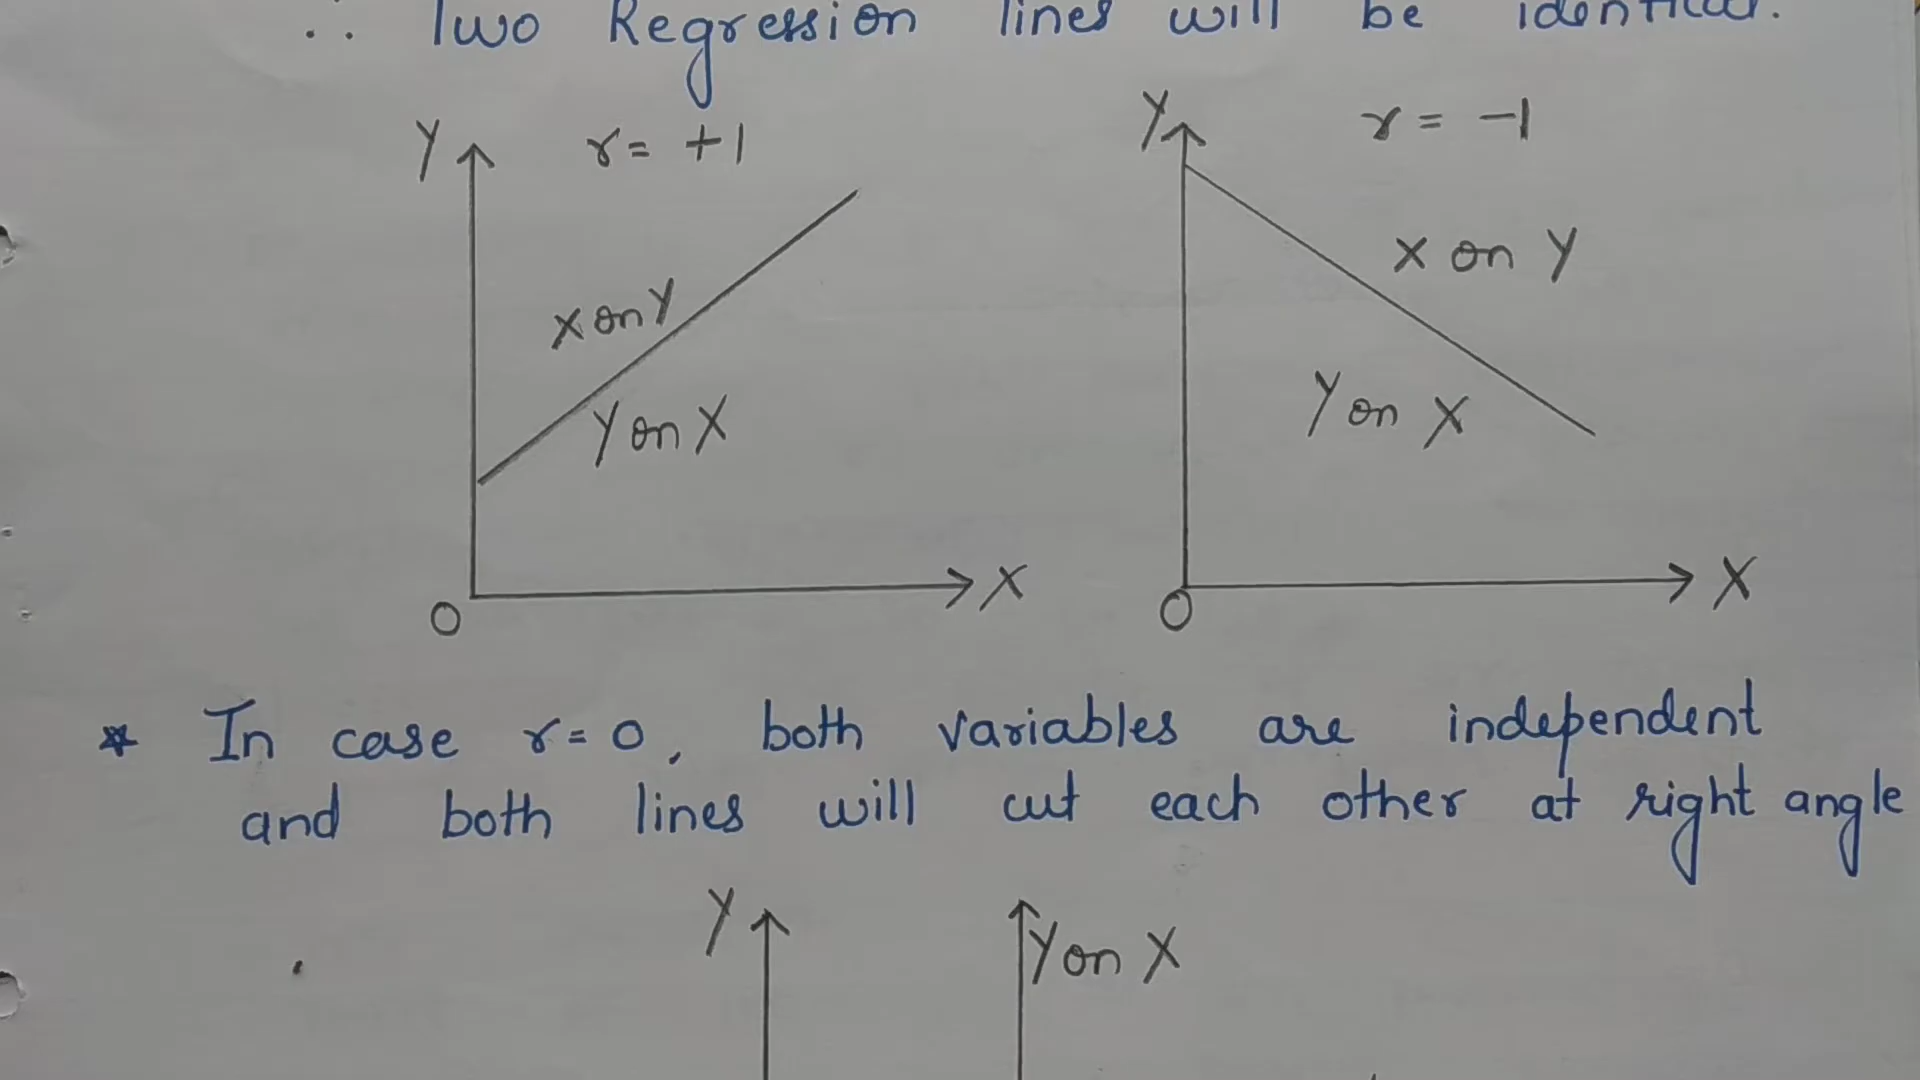 ∴ Two Regression lines will be identical.
Y r = +1
X on Y
Y on X
O X
Y r = -1
X on Y
Y on X
O X
* In case r = 0, both variables are independent
and both lines will cut each other at right angle
Y Y on X